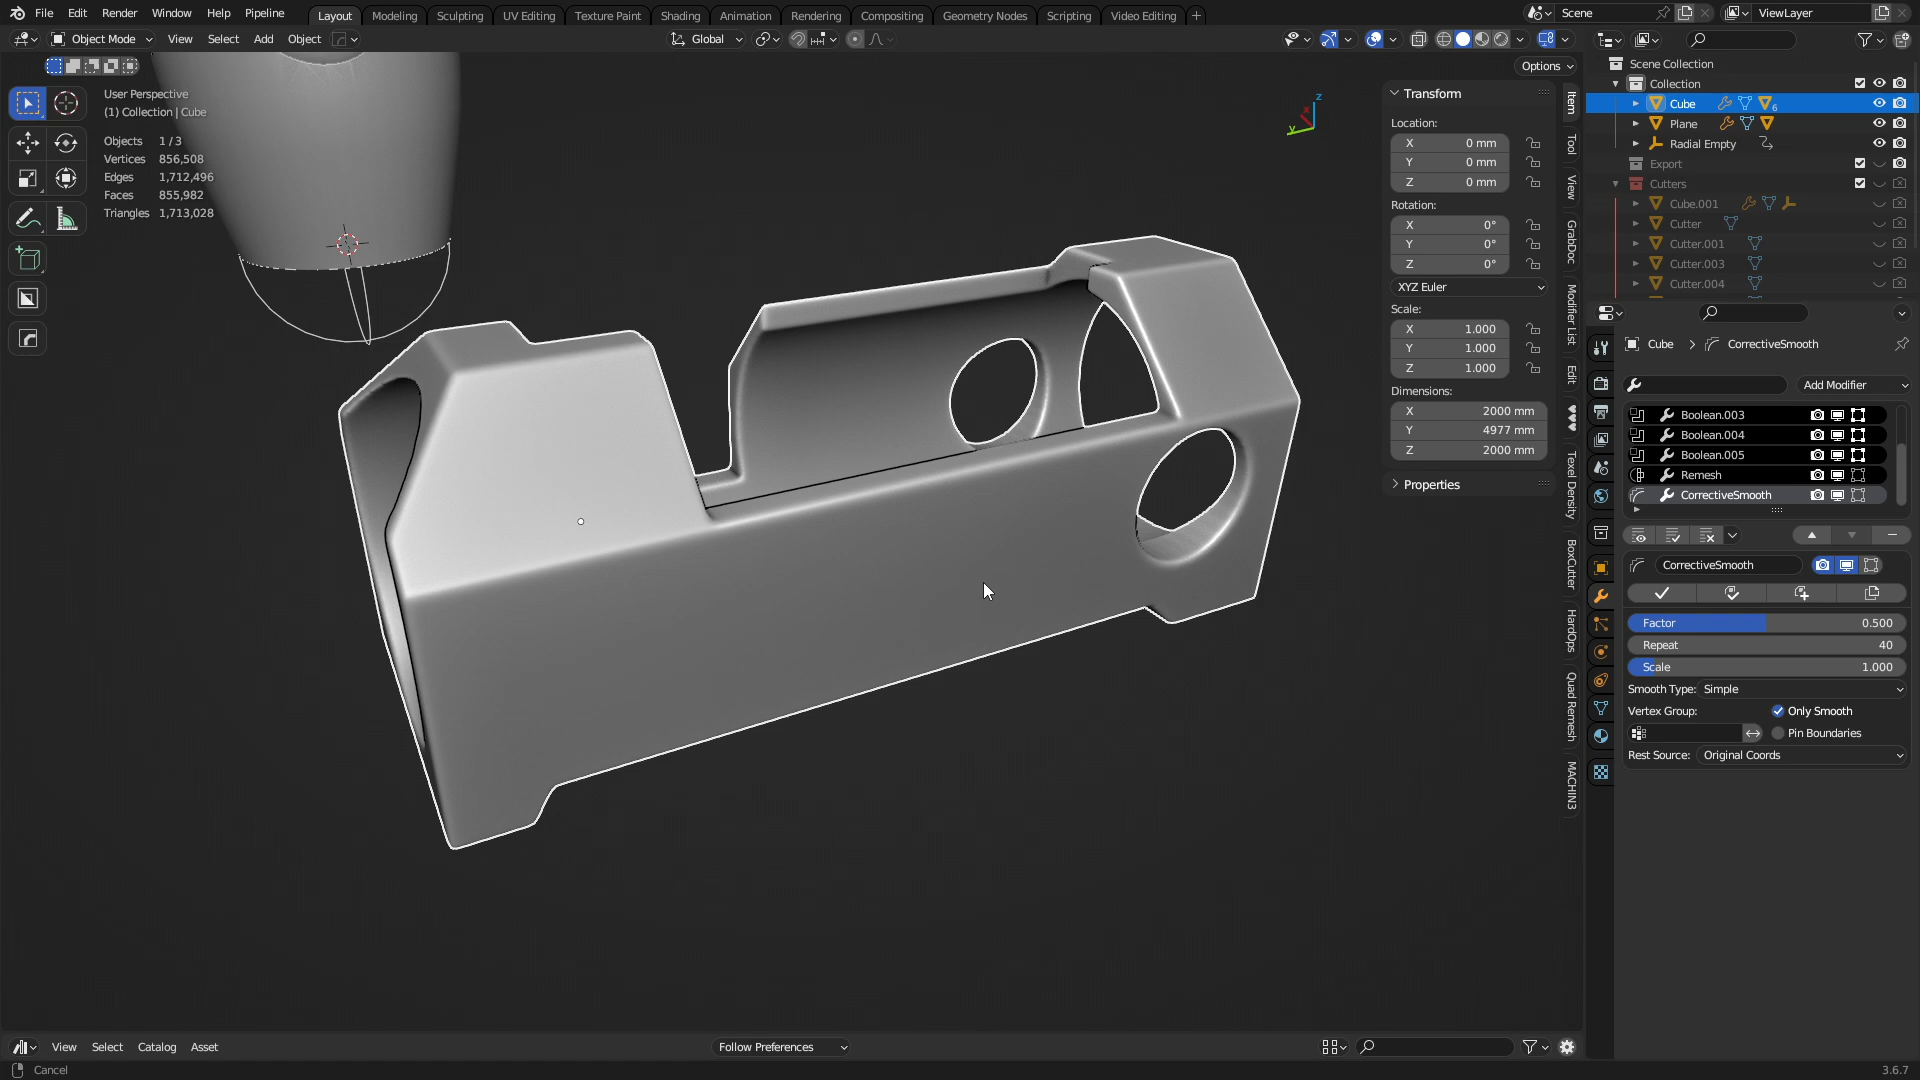 File Edit Render Window Help Pipeline Layout Modeling Sculpting UV Editing Texture Paint Shading Animation Rendering Compositing Geometry Nodes Scripting Video Editing + Scene ViewLayer
Object Mode View Select Add Object Global
Options
User Perspective
(1) Collection | Cube
Objects 1 / 3
Vertices 856,508
Edges 1,712,496
Faces 855,982
Triangles 1,713,028
Z
Y
X
Transform
Location:
X 0 mm
Y 0 mm
Z 0 mm
Rotation:
X 0°
Y 0°
Z 0°
XYZ Euler
Scale:
X 1.000
Y 1.000
Z 1.000
Dimensions:
X 2000 mm
Y 4977 mm
Z 2000 mm
Properties
Item
Tool
View
GrabDoc
Modifier List
Edit
♥♥♥
Texel Density
BoxCutter
HardOps
Quad Remesh
MACHIN3
Scene Collection
Collection
Cube 6
Plane
Radial Empty
Export
Cutters
Cube.001
Cutter
Cutter.001
Cutter.003
Cutter.004
Cube > CorrectiveSmooth
Add Modifier
Boolean.003
Boolean.004
Boolean.005
Remesh
CorrectiveSmooth
CorrectiveSmooth
Factor 0.500
Repeat 40
Scale 1.000
Smooth Type: Simple
Vertex Group: Only Smooth
Pin Boundaries
Rest Source: Original Coords
View Select Catalog Asset Follow Preferences
Cancel 3.6.7